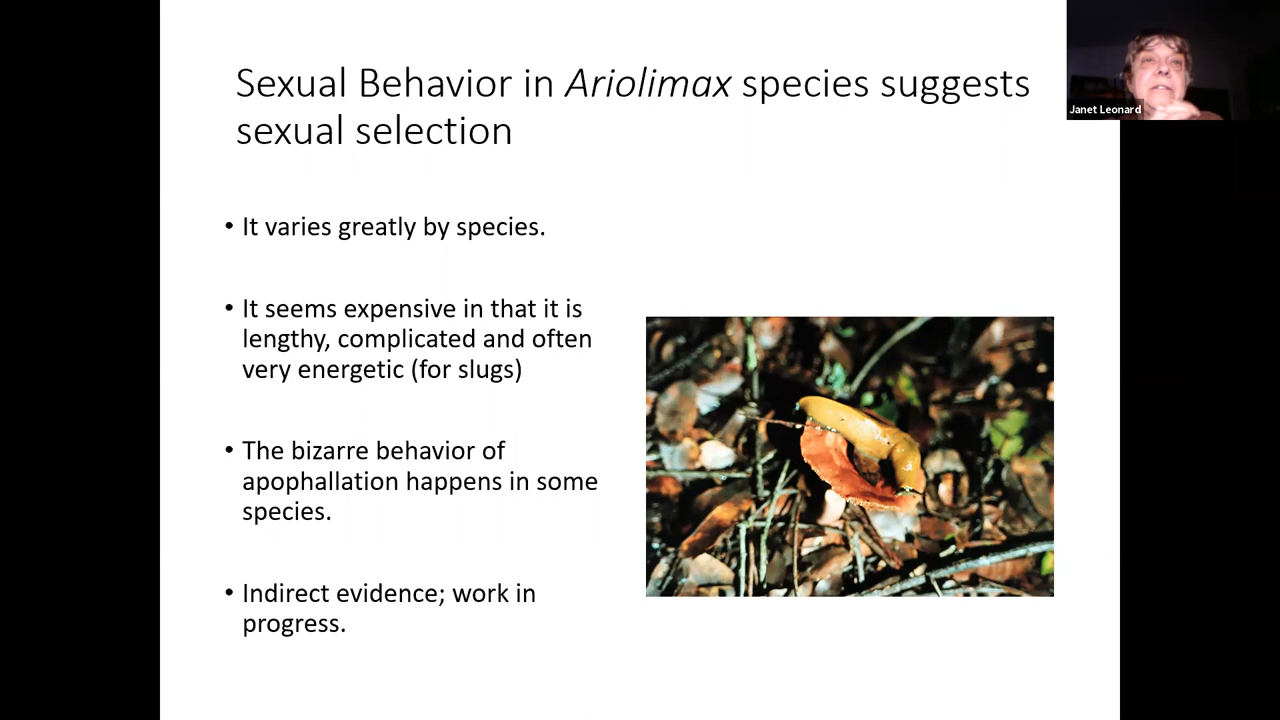 Sexual Behavior in Ariolimax species suggests
sexual selection
Janet Leonard
• It varies greatly by species.
• It seems expensive in that it is
lengthy, complicated and often
very energetic (for slugs)
• The bizarre behavior of
apophallation happens in some
species.
• Indirect evidence; work in
progress.